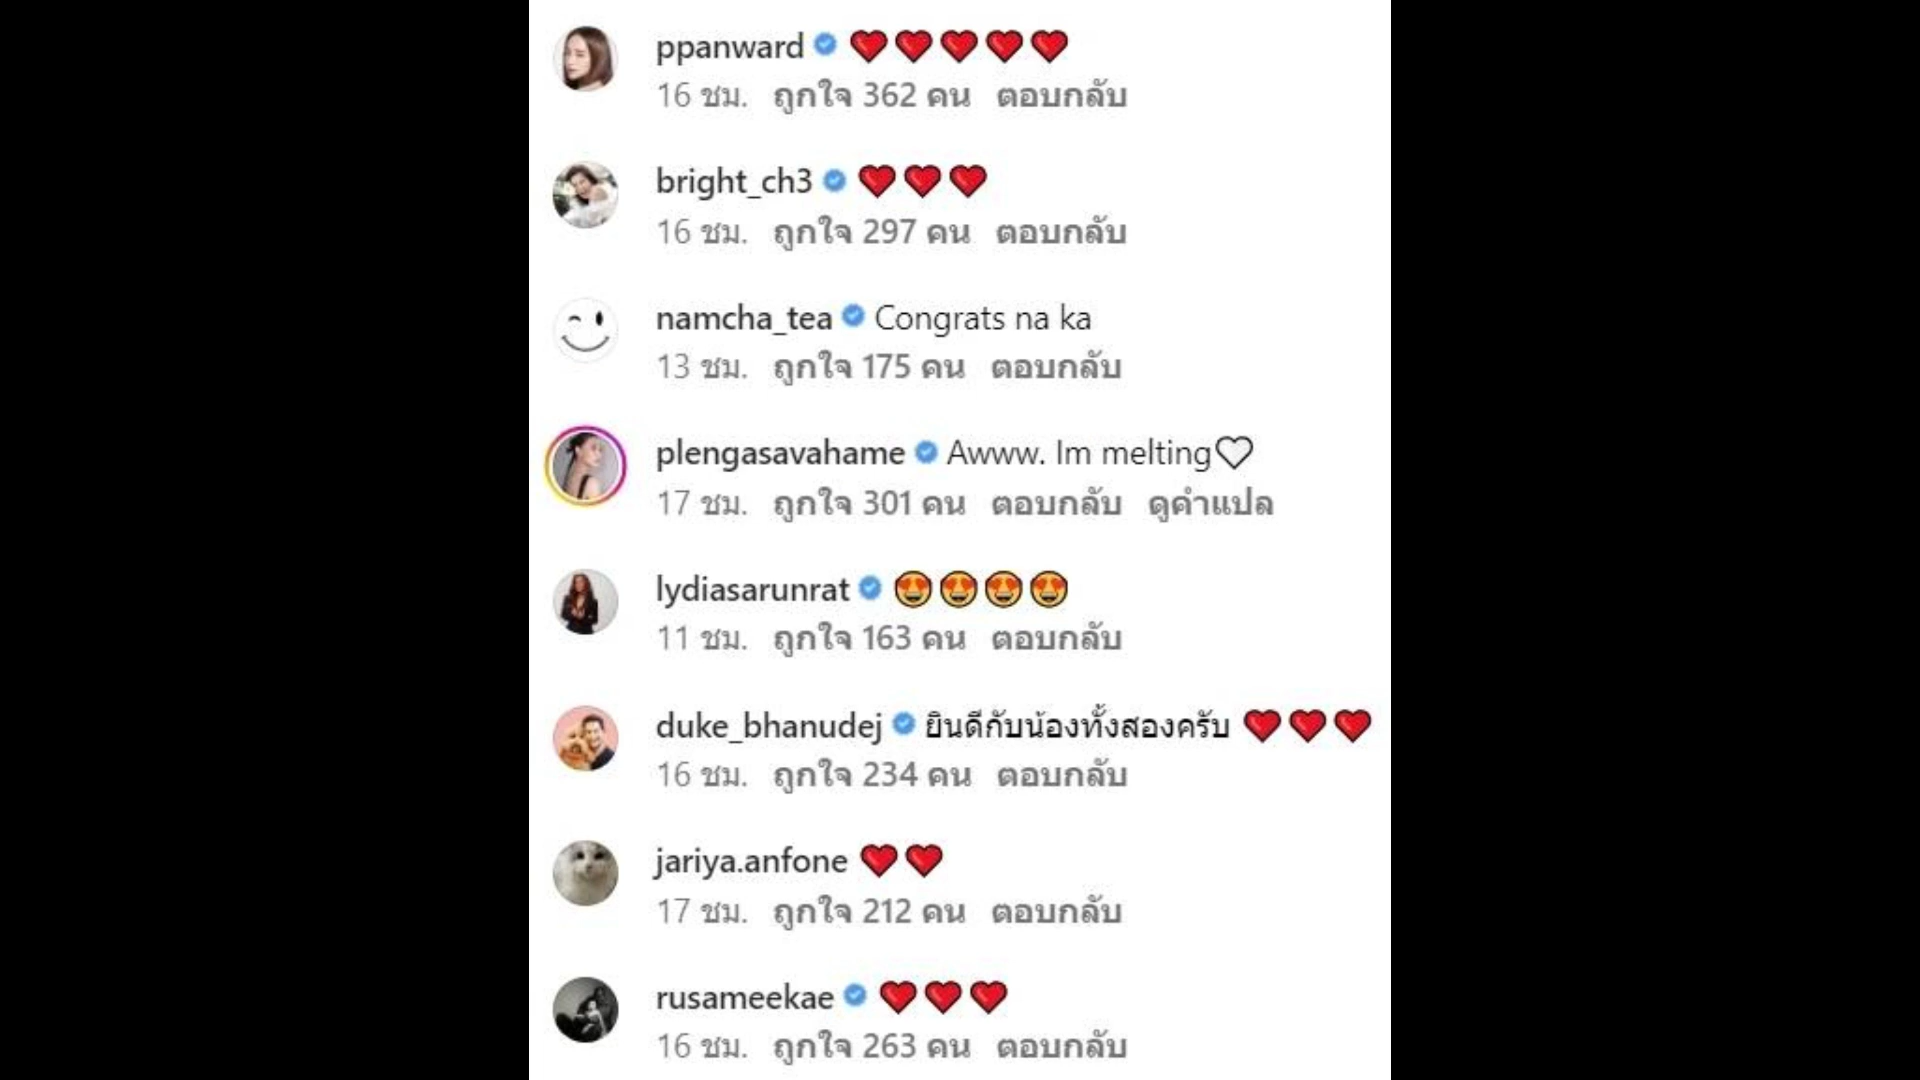 ppanward ❤️❤️❤️❤️❤️
16 ชม. ถูกใจ 362 คน ตอบกลับ
bright_ch3 ❤️❤️❤️
16 ชม. ถูกใจ 297 คน ตอบกลับ
namcha_tea Congrats na ka
13 ชม. ถูกใจ 175 คน ตอบกลับ
plengasavahame Awww. Im melting🤍
17 ชม. ถูกใจ 301 คน ตอบกลับ ดูคำแปล
lydiasarunrat 😍😍😍😍
11 ชม. ถูกใจ 163 คน ตอบกลับ
duke_bhanudej ยินดีกับน้องทั้งสองครับ ❤️❤️❤️
16 ชม. ถูกใจ 234 คน ตอบกลับ
jariya.anfone ❤️❤️
17 ชม. ถูกใจ 212 คน ตอบกลับ
rusameekae ❤️❤️❤️
16 ชม. ถูกใจ 263 คน ตอบกลับ